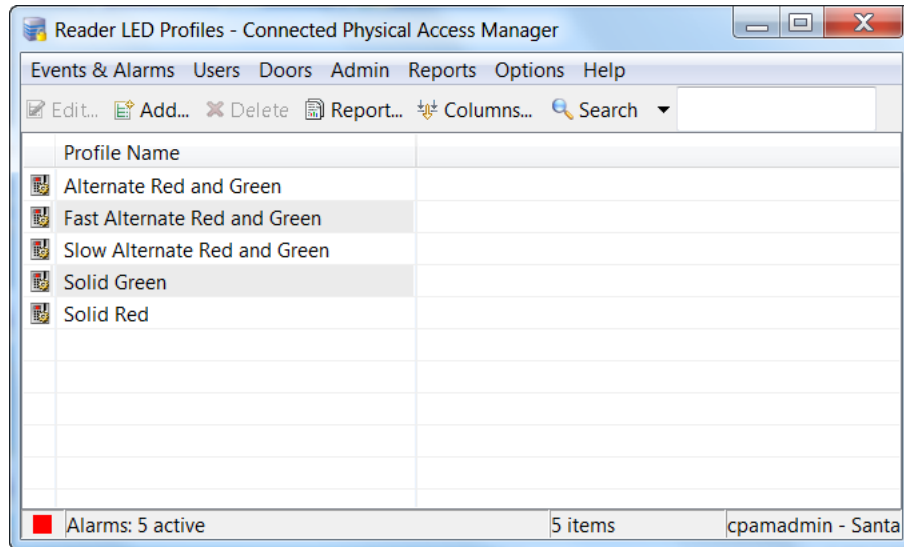 Reader LED Profiles - Connected Physical Access Manager
Events & Alarms Users Doors Admin Reports Options Help
Edit... Add... Delete Report... Columns... Search
Profile Name
Alternate Red and Green
Fast Alternate Red and Green
Slow Alternate Red and Green
Solid Green
Solid Red
Alarms: 5 active 5 items cpamadmin - Santa